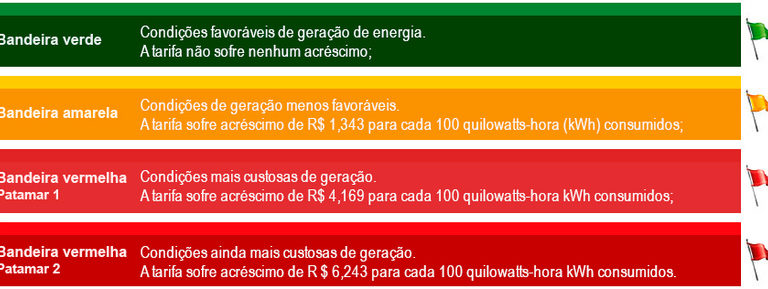 Bandeira verde
Condições favoráveis de geração de energia.
A tarifa não sofre nenhum acréscimo;
Bandeira amarela
Condições de geração menos favoráveis.
A tarifa sofre acréscimo de R$ 1,343 para cada 100 quilowatts-hora (kWh) consumidos;
Bandeira vermelha
Patamar 1
Condições mais custosas de geração.
A tarifa sofre acréscimo de R$ 4,169 para cada 100 quilowatts-hora kWh consumidos;
Bandeira vermelha
Patamar 2
Condições ainda mais custosas de geração.
A tarifa sofre acréscimo de R $ 6,243 para cada 100 quilowatts-hora kWh consumidos.